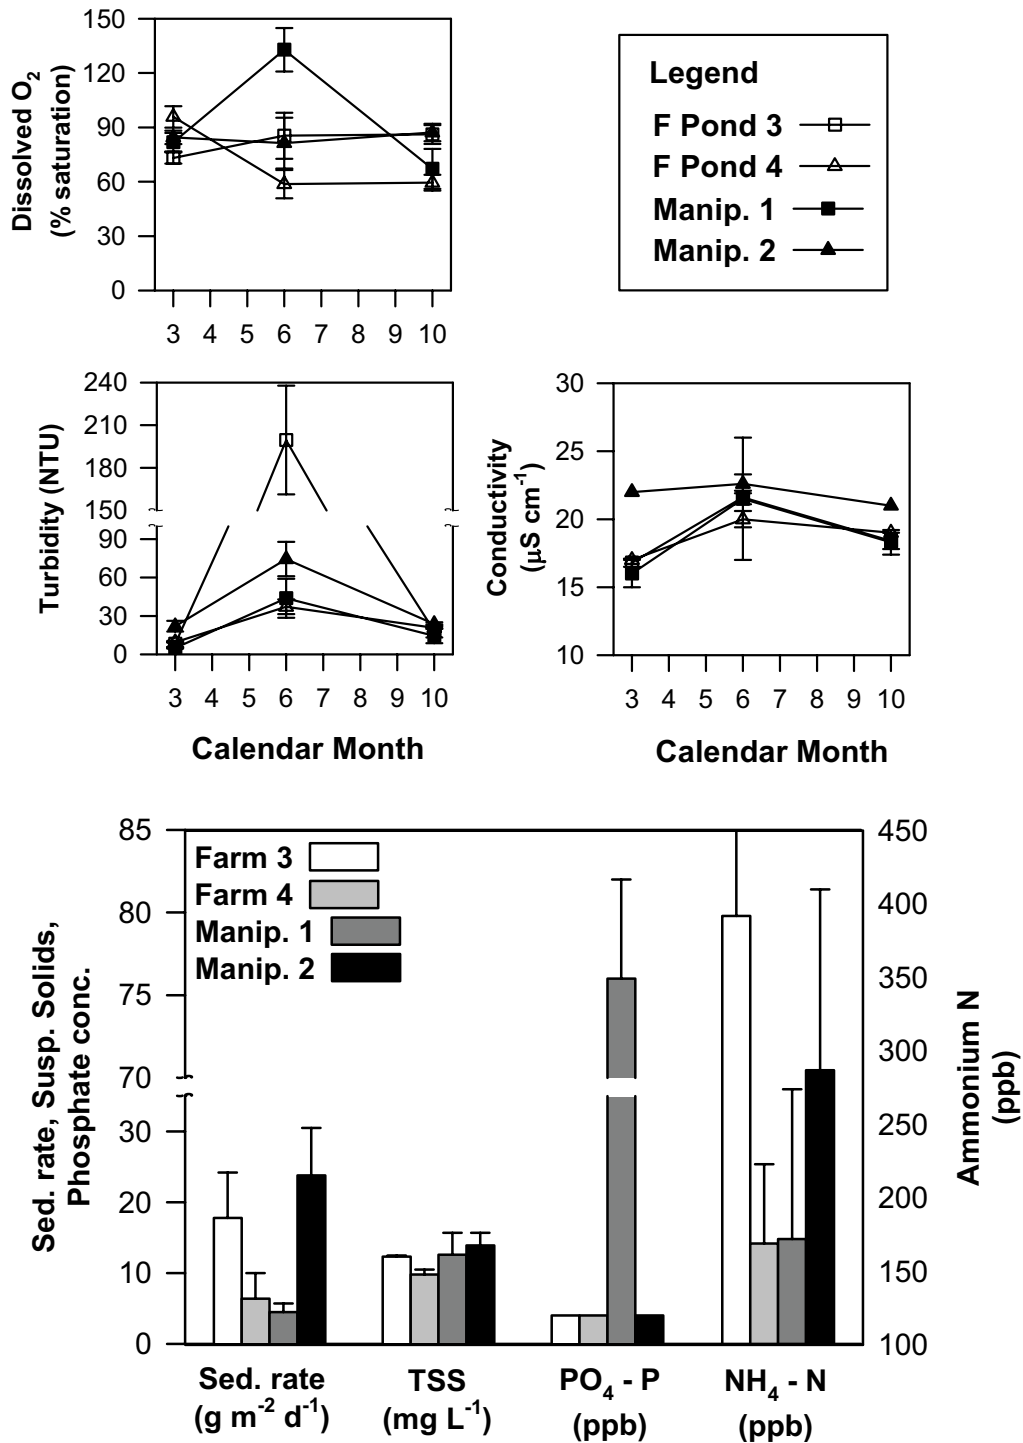 Dissolved O2
(% saturation)
150
120
90
60
30
0
3 4 5 6 7 8 9 10
Legend
F Pond 3
F Pond 4
Manip. 1
Manip. 2
Turbidity (NTU)
240
210
180
150
90
60
30
0
3 4 5 6 7 8 9 10
Calendar Month
Conductivity
(μS cm-1)
30
25
20
15
10
3 4 5 6 7 8 9 10
Calendar Month
Sed. rate, Susp. Solids,
Phosphate conc.
85
80
75
70
30
20
10
0
Farm 3
Farm 4
Manip. 1
Manip. 2
450
400
350
300
250
200
150
100
Ammonium N
(ppb)
Sed. rate TSS PO4 - P NH4 - N
(g m-2 d-1) (mg L-1) (ppb) (ppb)